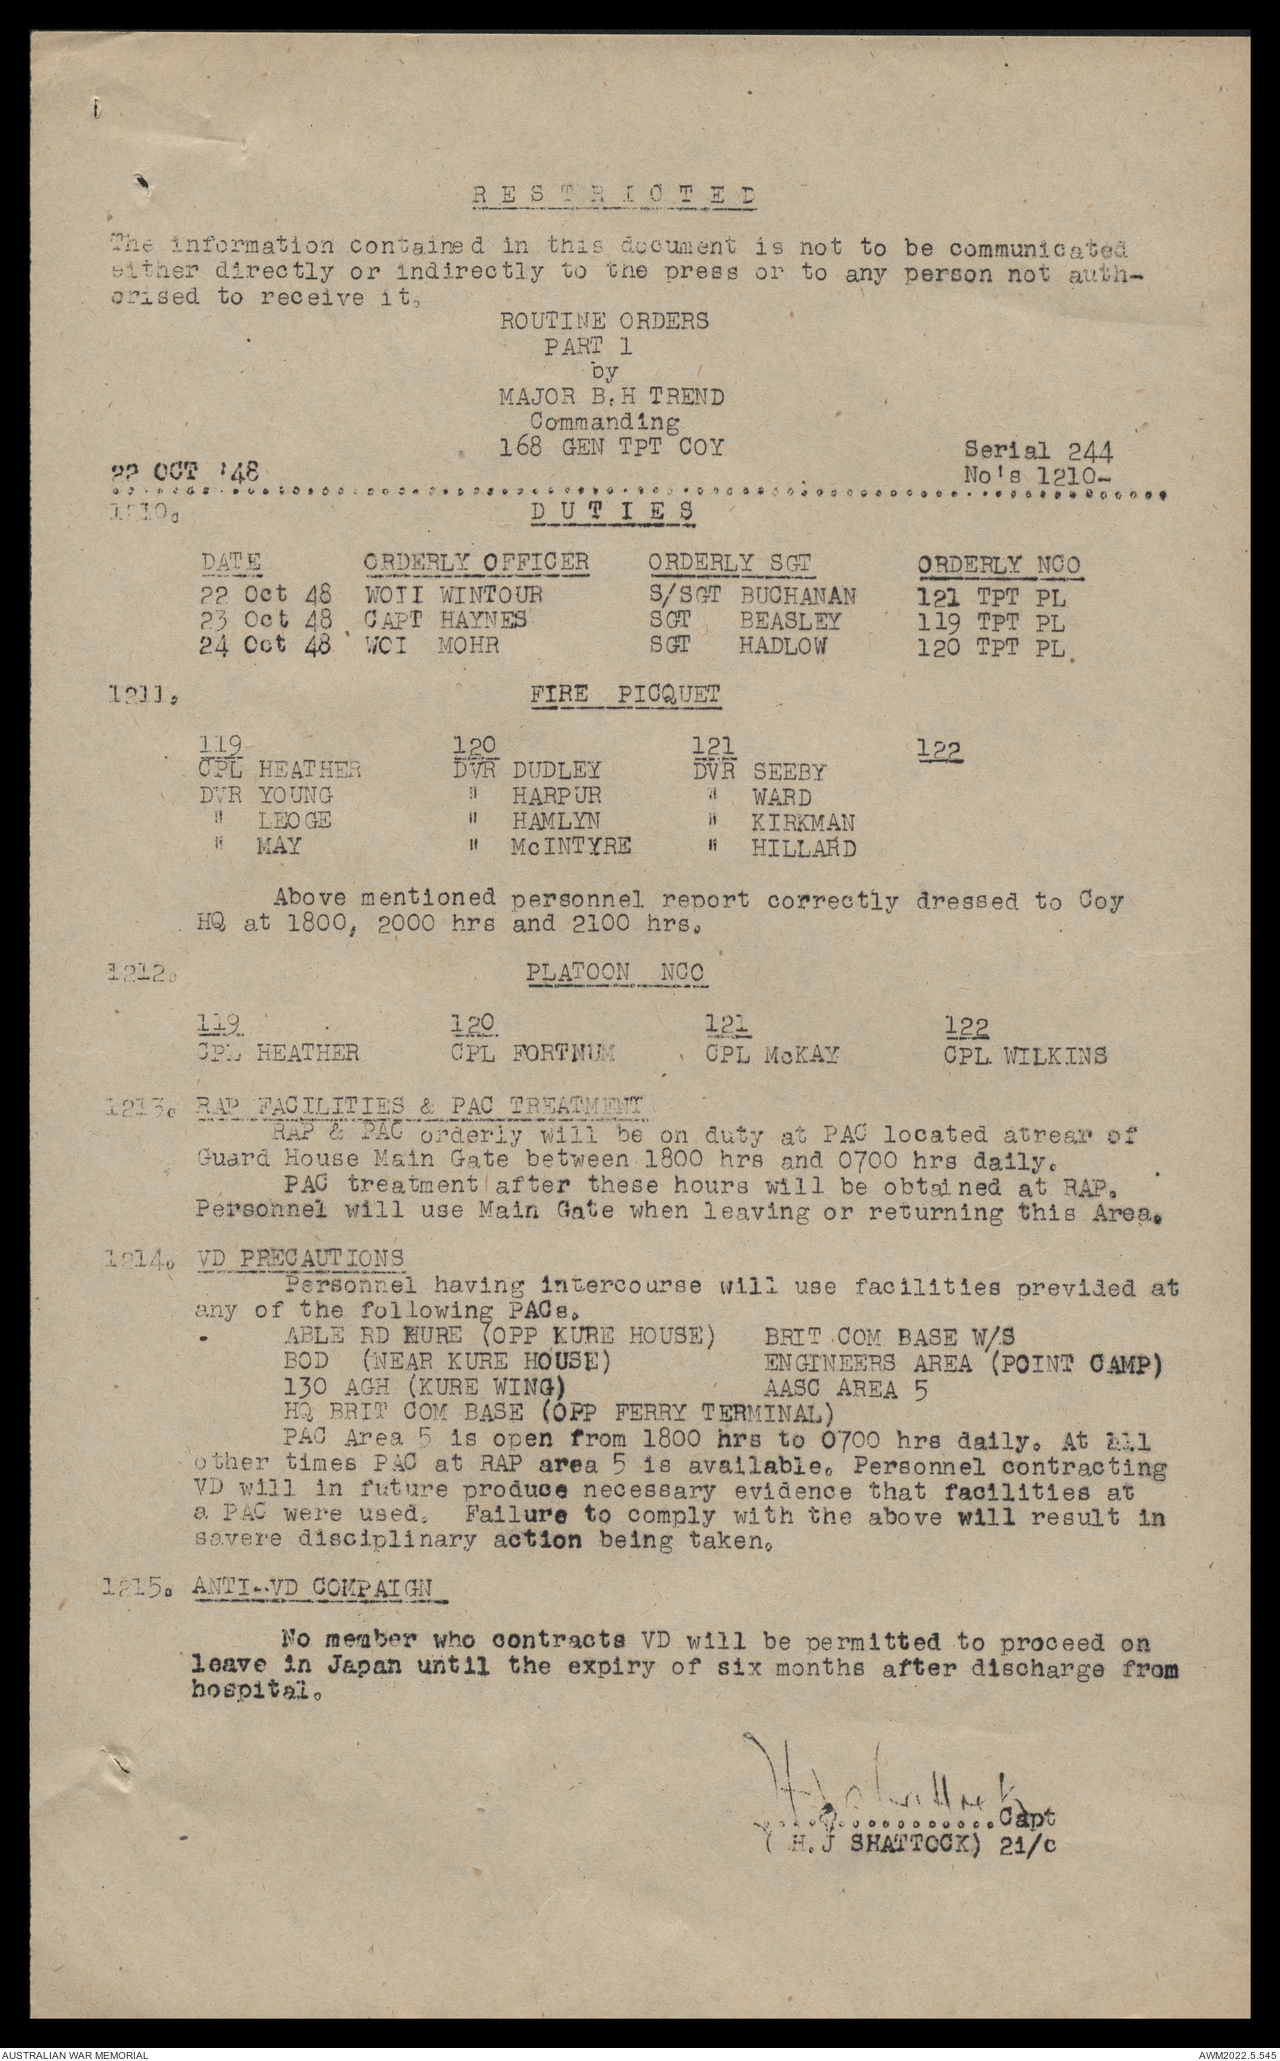 R E S T R I C T E D
The information contained in this document is not to be communicated
either directly or indirectly to the press or to any person not auth-
orised to receive it.
ROUTINE ORDERS
PART 1
by
MAJOR B.H TREND
Commanding
168 GEN TPT COY
Serial 244
22 OCT '48 No's 1210-
1210. D U T I E S
DATE ORDERLY OFFICER ORDERLY SGT ORDERLY NCO
22 Oct 48 WOII WINTOUR S/SGT BUCHANAN 121 TPT PL
23 Oct 48 CAPT HAYNES SGT BEASLEY 119 TPT PL
24 Oct 48 WOI MOHR SGT HADLOW 120 TPT PL.
1211. FIRE PICQUET
119 120 121 122
CPL HEATHER DVR DUDLEY DVR SEEBY
DVR YOUNG " HARPUR " WARD
" LEOGE " HAMLYN " KIRKMAN
" MAY " McINTYRE " HILLARD
Above mentioned personnel report correctly dressed to Coy
HQ at 1800, 2000 hrs and 2100 hrs.
1212. PLATOON NCO
119 120 121 122
CPL HEATHER CPL FORTNUM CPL McKAY CPL WILKINS
1213. RAP FACILITIES & PAC TREATMENT
RAP & PAC orderly will be on duty at PAC located atrear of
Guard House Main Gate between 1800 hrs and 0700 hrs daily.
PAC treatment after these hours will be obtained at RAP.
Personnel will use Main Gate when leaving or returning this Area.
1214. VD PRECAUTIONS
Personnel having intercourse will use facilities previded at
any of the following PACs.
ABLE RD KURE (OPP KURE HOUSE) BRIT COM BASE W/S
BOD (NEAR KURE HOUSE) ENGINEERS AREA (POINT CAMP)
130 AGH (KURE WING) AASC AREA 5
HQ BRIT COM BASE (OPP FERRY TERMINAL)
PAC Area 5 is open from 1800 hrs to 0700 hrs daily. At all
other times PAC at RAP area 5 is available. Personnel contracting
VD will in future produce necessary evidence that facilities at
a PAC were used. Failure to comply with the above will result in
savere disciplinary action being taken.
1215. ANTI-VD COMPAIGN
No member who contracts VD will be permitted to proceed on
leave in Japan until the expiry of six months after discharge from
hospital.
................Capt
( H.J SHATTOCK) 2i/c
AUSTRALIAN WAR MEMORIAL AWM2022.5.545